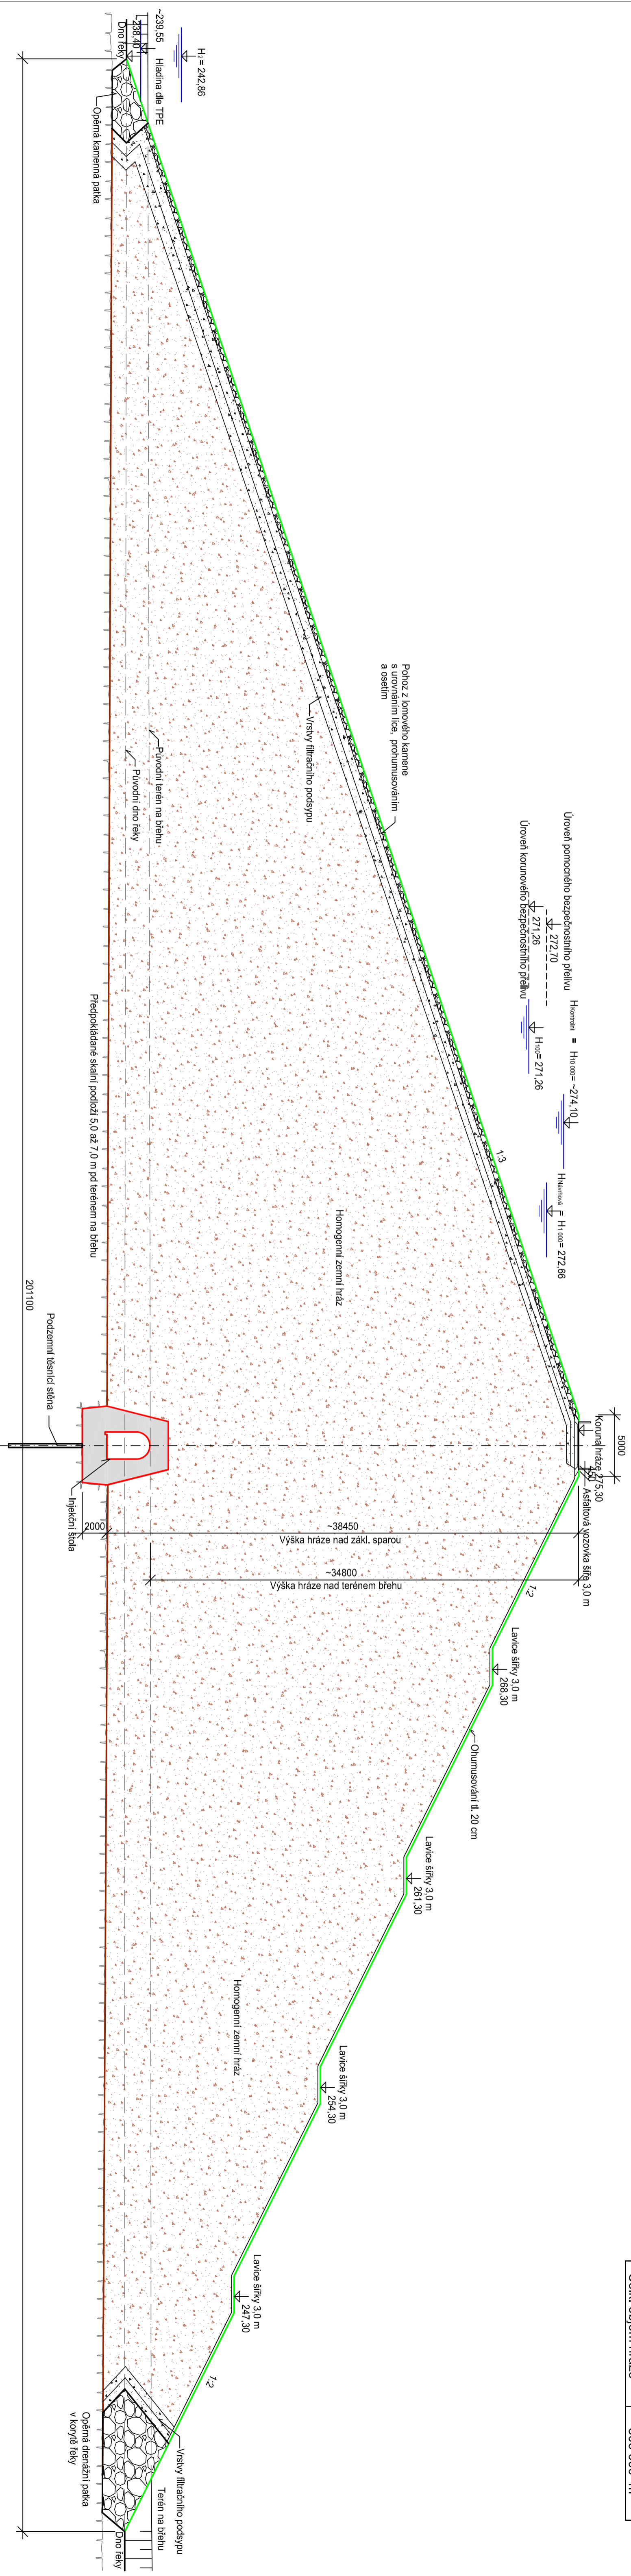 H2 = 242,86
~239,55
Hladina dle TPE
~238,40
Dno řeky
Opěrná kamenná patka
Pohoz z lomového kamene
s urovnáním líce, prohumusováním
a osetím
Vrstvy filtračního podsypu
Původní terén na břehu
Původní dno řeky
Úroveň pomocného bezpečnostního přelivu
272,70
Úroveň korunového bezpečnostního přelivu
271,26
H100= 271,26
HKontrolní = H10 000= ~274,10
HNávrhová = H1 000= 272,66
1:3
Předpokládané skalní podloží 5,0 až 7,0 m pd terénem na břehu
Homogenní zemní hráz
201100
5000
Koruna hráze 275,30
450
Asfaltová vozovka šíře 3,0 m
Podzemní těsnící stěna
Injekční štola
2000
~38450
Výška hráze nad zákl. sparou
~34800
Výška hráze nad terénem břehu
1:2
Lavice šířky 3,0 m
268,30
Ohumusování tl. 20 cm
Lavice šířky 3,0 m
261,30
Homogenní zemní hráz
Lavice šířky 3,0 m
254,30
Lavice šířky 3,0 m
247,30
1:2
Vrstvy filtračního podsypu
Terén na břehu
Opěrná drenážní patka
v korytě řeky
Dno řeky